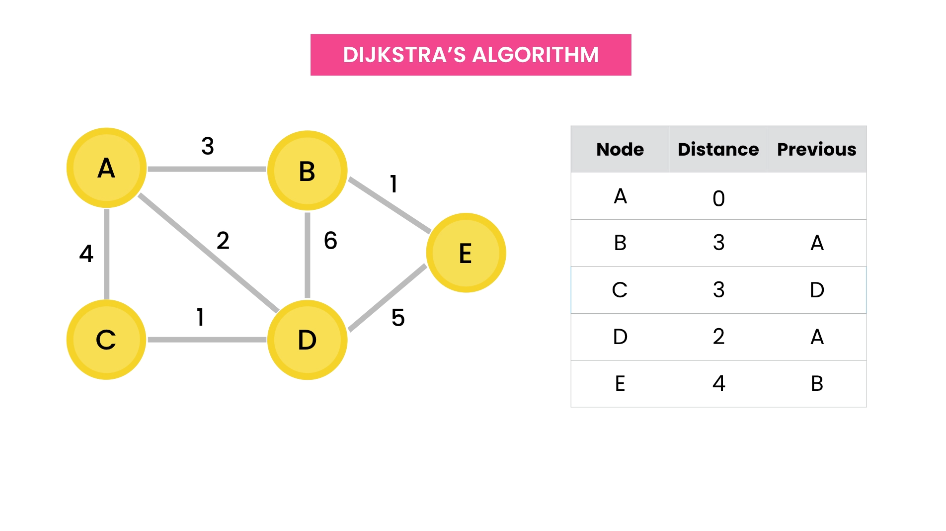 DIJKSTRA’S ALGORITHM
A 3 B 1
4 2 6 E
C 1 D 5
Node Distance Previous
A 0
B 3 A
C 3 D
D 2 A
E 4 B